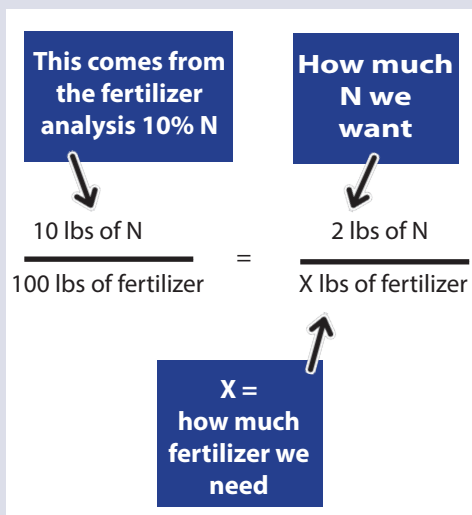 This comes from
the fertilizer
analysis 10% N
How much
N we
want
10 lbs of N
100 lbs of fertilizer
=
2 lbs of N
X lbs of fertilizer
X =
how much
fertilizer we
need